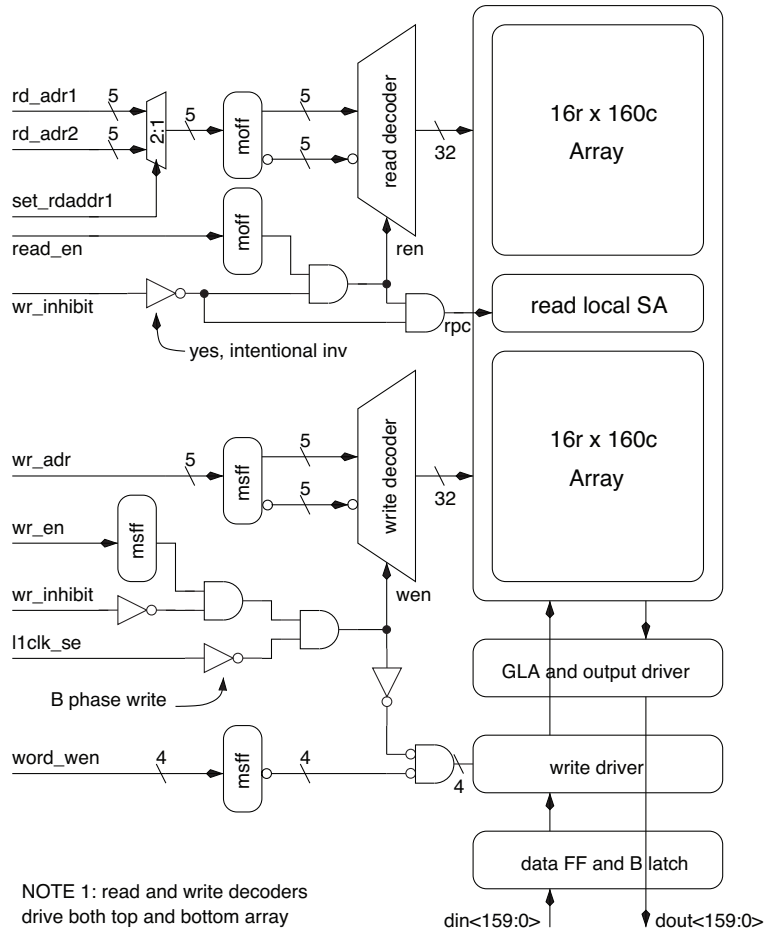 rd_adr1
5
5
2:1
5
moff
5
5
read decoder
32
16r x 160c
Array
rd_adr2
5
set_rdaddr1
read_en
moff
ren
wr_inhibit
yes, intentional inv
rpc
read local SA
wr_adr
5
msff
5
5
write decoder
32
16r x 160c
Array
wr_en
msff
wr_inhibit
wen
l1clk_se
B phase write
GLA and output driver
word_wen
4
msff
4
4
write driver
data FF and B latch
NOTE 1: read and write decoders
drive both top and bottom array
din<159:0>
dout<159:0>